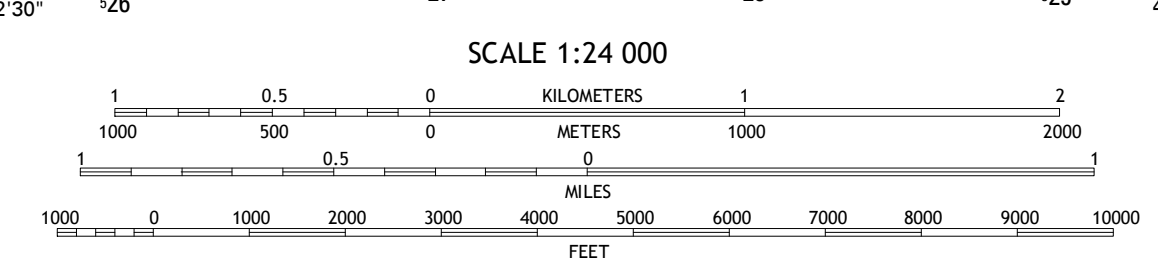 2'30" ⁵26
SCALE 1:24 000
1 0.5 0 KILOMETERS 1 2
1000 500 0 METERS 1000 2000
1 0.5 0 1
MILES
1000 0 1000 2000 3000 4000 5000 6000 7000 8000 9000 10000
FEET